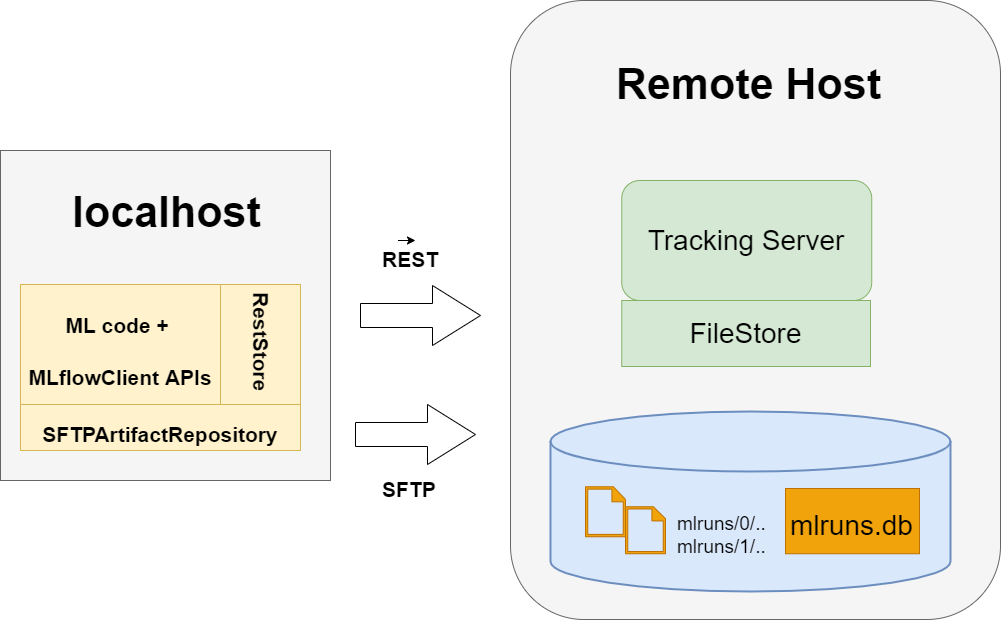 localhost
ML code +
MLflowClient APIs
RestStore
SFTPArtifactRepository
REST
SFTP
Remote Host
Tracking Server
FileStore
mlruns/0/..
mlruns/1/..
mlruns.db